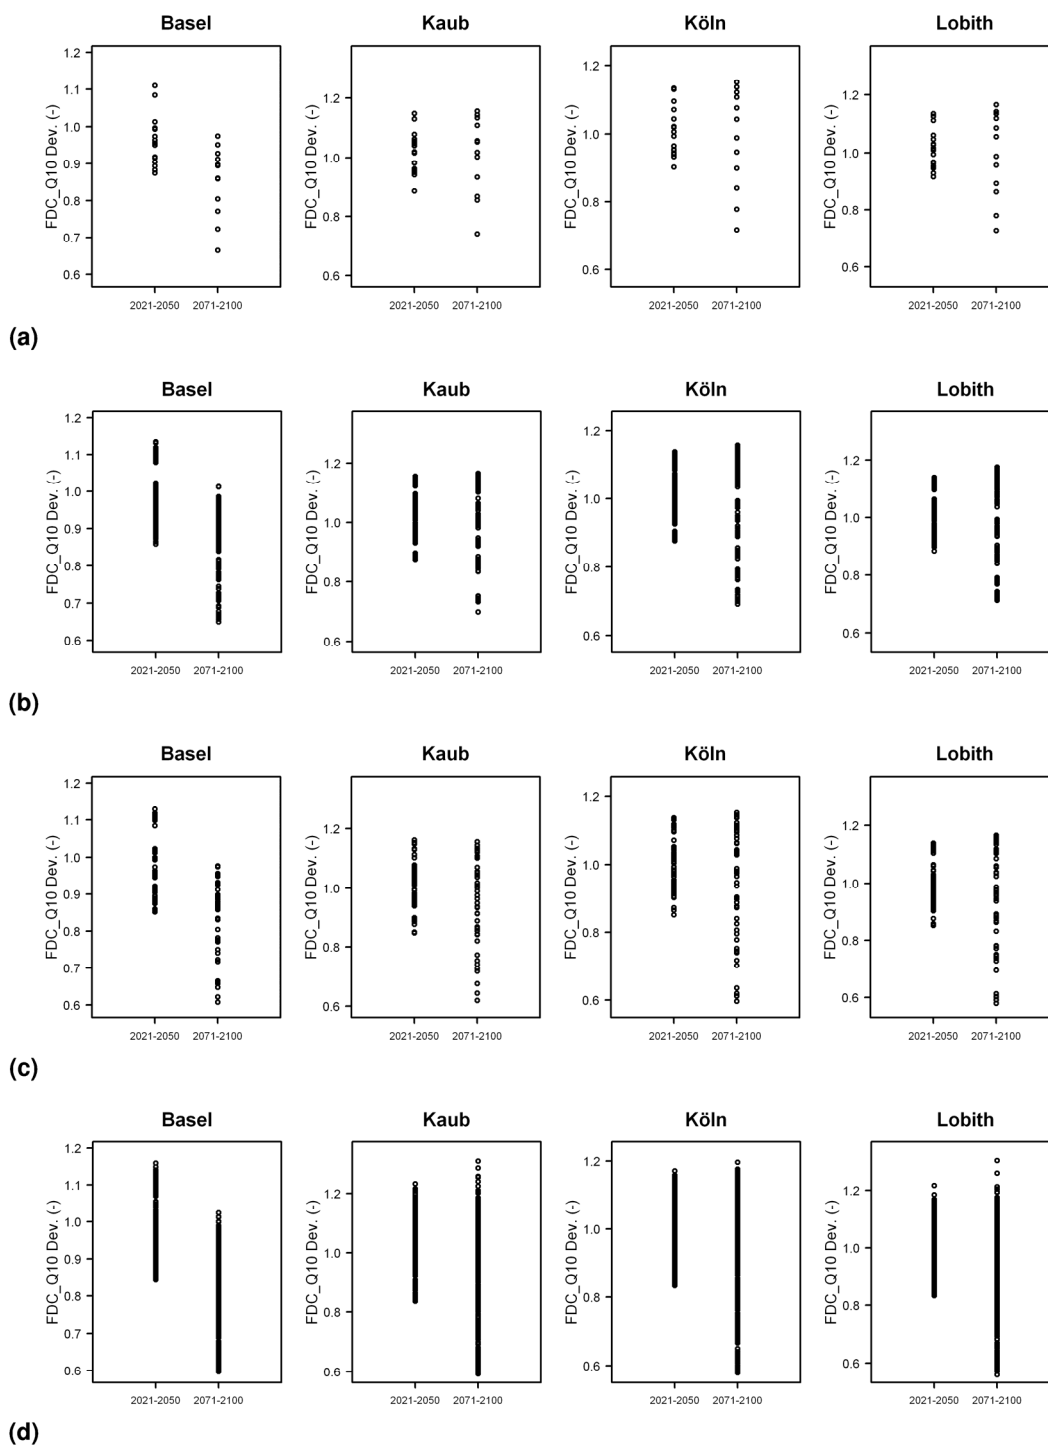 Basel Kaub Köln Lobith
FDC_Q10 Dev. (-) FDC_Q10 Dev. (-) FDC_Q10 Dev. (-) FDC_Q10 Dev. (-)
1.2 1.1 1.0 0.9 0.8 0.7 0.6
1.2 1.0 0.8 0.6
1.2 1.0 0.8 0.6
1.2 1.0 0.8 0.6
2021-2050 2071-2100 2021-2050 2071-2100 2021-2050 2071-2100 2021-2050 2071-2100
(a)
Basel Kaub Köln Lobith
FDC_Q10 Dev. (-) FDC_Q10 Dev. (-) FDC_Q10 Dev. (-) FDC_Q10 Dev. (-)
1.2 1.1 1.0 0.9 0.8 0.7 0.6
1.2 1.0 0.8 0.6
1.2 1.0 0.8 0.6
1.2 1.0 0.8 0.6
2021-2050 2071-2100 2021-2050 2071-2100 2021-2050 2071-2100 2021-2050 2071-2100
(b)
Basel Kaub Köln Lobith
FDC_Q10 Dev. (-) FDC_Q10 Dev. (-) FDC_Q10 Dev. (-) FDC_Q10 Dev. (-)
1.2 1.1 1.0 0.9 0.8 0.7 0.6
1.2 1.0 0.8 0.6
1.2 1.0 0.8 0.6
1.2 1.0 0.8 0.6
2021-2050 2071-2100 2021-2050 2071-2100 2021-2050 2071-2100 2021-2050 2071-2100
(c)
Basel Kaub Köln Lobith
FDC_Q10 Dev. (-) FDC_Q10 Dev. (-) FDC_Q10 Dev. (-) FDC_Q10 Dev. (-)
1.2 1.1 1.0 0.9 0.8 0.7 0.6
1.2 1.0 0.8 0.6
1.2 1.0 0.8 0.6
1.2 1.0 0.8 0.6
2021-2050 2071-2100 2021-2050 2071-2100 2021-2050 2071-2100 2021-2050 2071-2100
(d)